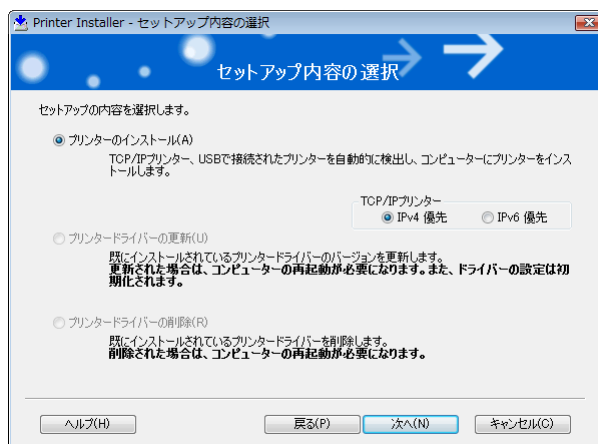 Printer Installer - セットアップ内容の選択
セットアップ内容の選択
セットアップの内容を選択します。
プリンターのインストール(A)
TCP/IPプリンター、USBで接続されたプリンターを自動的に検出し、コンピューターにプリンターをインス
トールします。
TCP/IPプリンター
IPv4 優先 IPv6 優先
プリンタードライバーの更新(U)
既にインストールされているプリンタードライバーのバージョンを更新します。
更新された場合は、コンピューターの再起動が必要になります。また、ドライバーの設定は初
期化されます。
プリンタードライバーの削除(R)
既にインストールされているプリンタードライバーを削除します。
削除された場合は、コンピューターの再起動が必要になります。
ヘルプ(H) 戻る(P) 次へ(N) キャンセル(C)